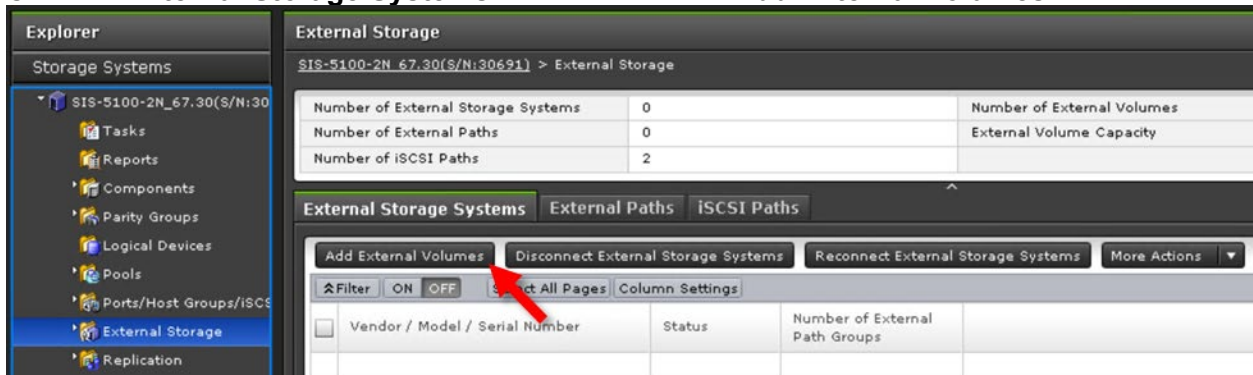 Explorer
External Storage
Storage Systems
SIS-5100-2N_67.30(S/N:30691) > External Storage
SIS-5100-2N_67.30(S/N:30
Number of External Storage Systems 0 Number of External Volumes
Tasks
Number of External Paths 0 External Volume Capacity
Reports
Number of iSCSI Paths 2
Components
Parity Groups
External Storage Systems External Paths iSCSI Paths
Logical Devices
Add External Volumes Disconnect External Storage Systems Reconnect External Storage Systems More Actions
Pools
Filter ON OFF All Pages Column Settings
Ports/Host Groups/iSCS
External Storage
Vendor / Model / Serial Number Status Number of External
Path Groups
Replication